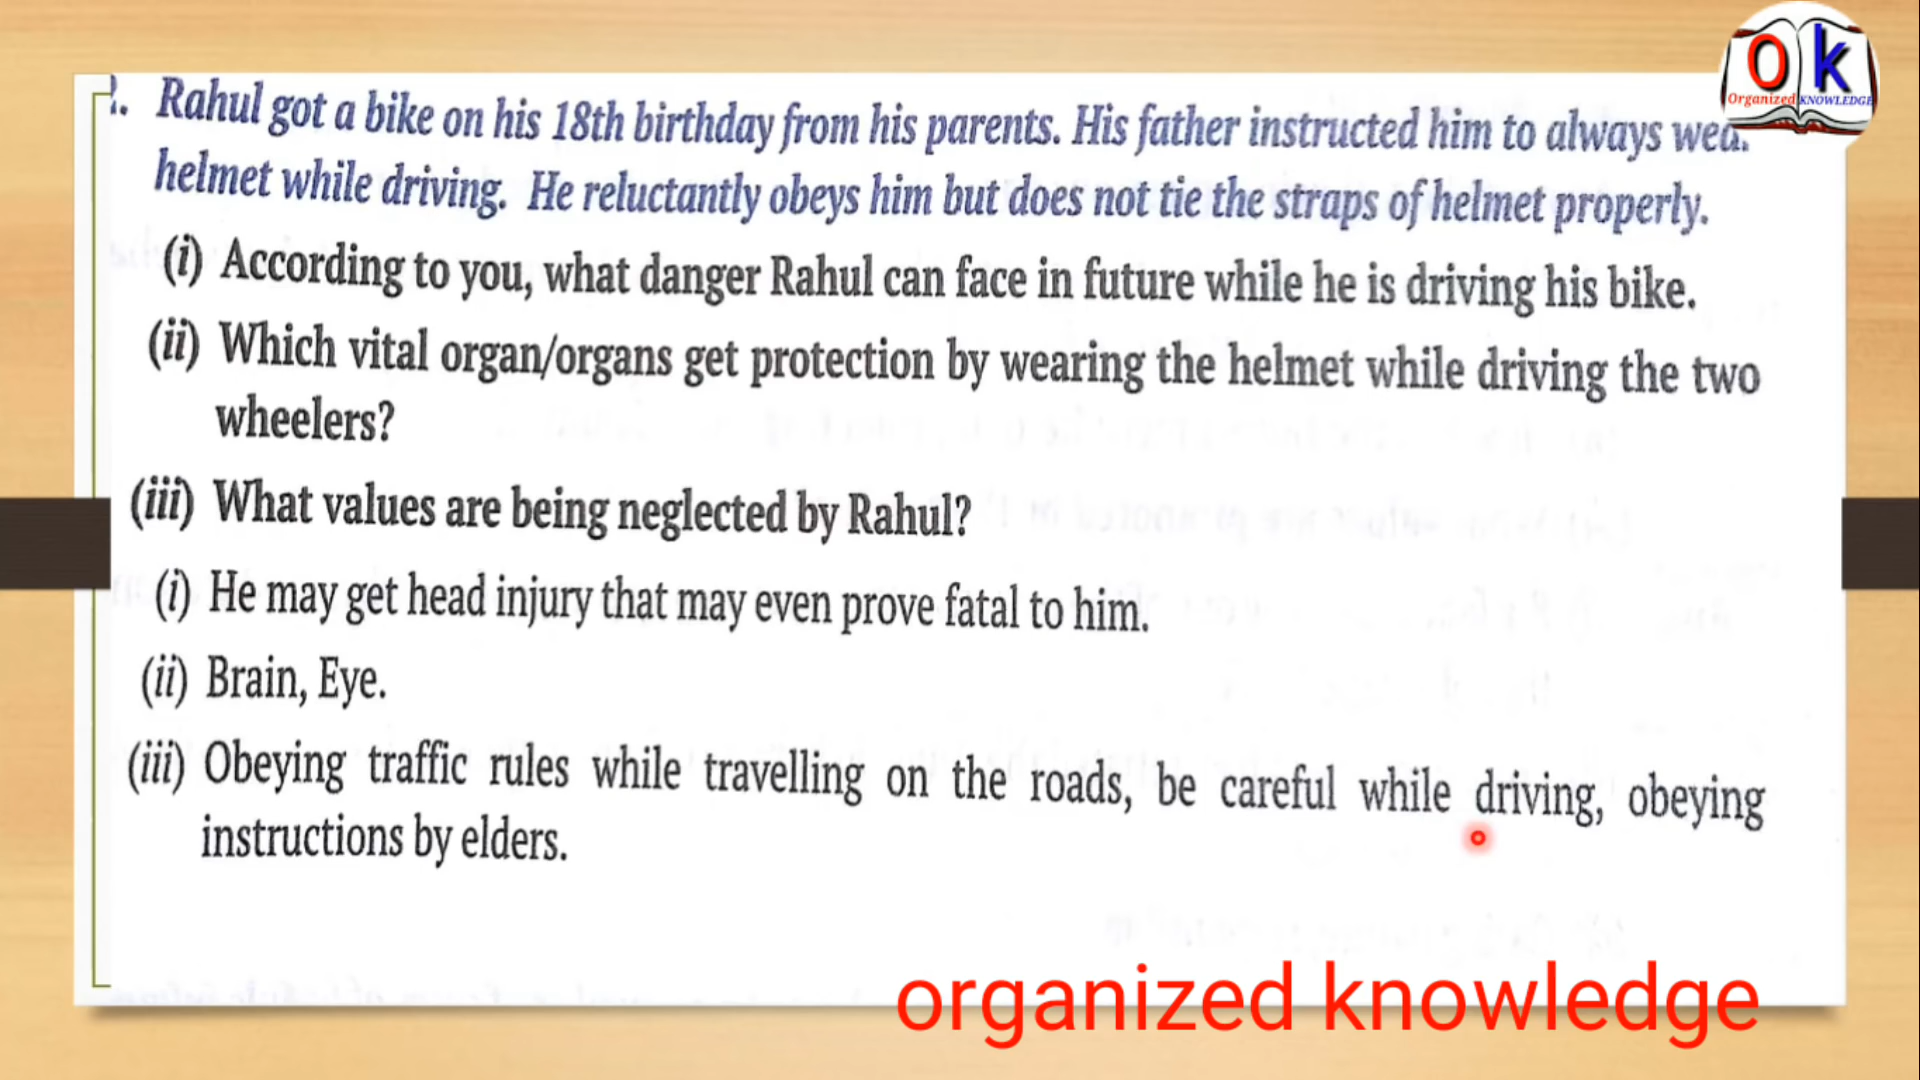 O k
Organized KNOWLEDGE
. Rahul got a bike on his 18th birthday from his parents. His father instructed him to always
helmet while driving. He reluctantly obeys him but does not tie the straps of helmet properly.
(i) According to you, what danger Rahul can face in future while he is driving his bike.
(ii) Which vital organ/organs get protection by wearing the helmet while driving the two
wheelers?
(iii) What values are being neglected by Rahul?
(i) He may get head injury that may even prove fatal to him.
(ii) Brain, Eye.
(iii) Obeying traffic rules while travelling on the roads, be careful while driving, obeying
instructions by elders.
organized knowledge